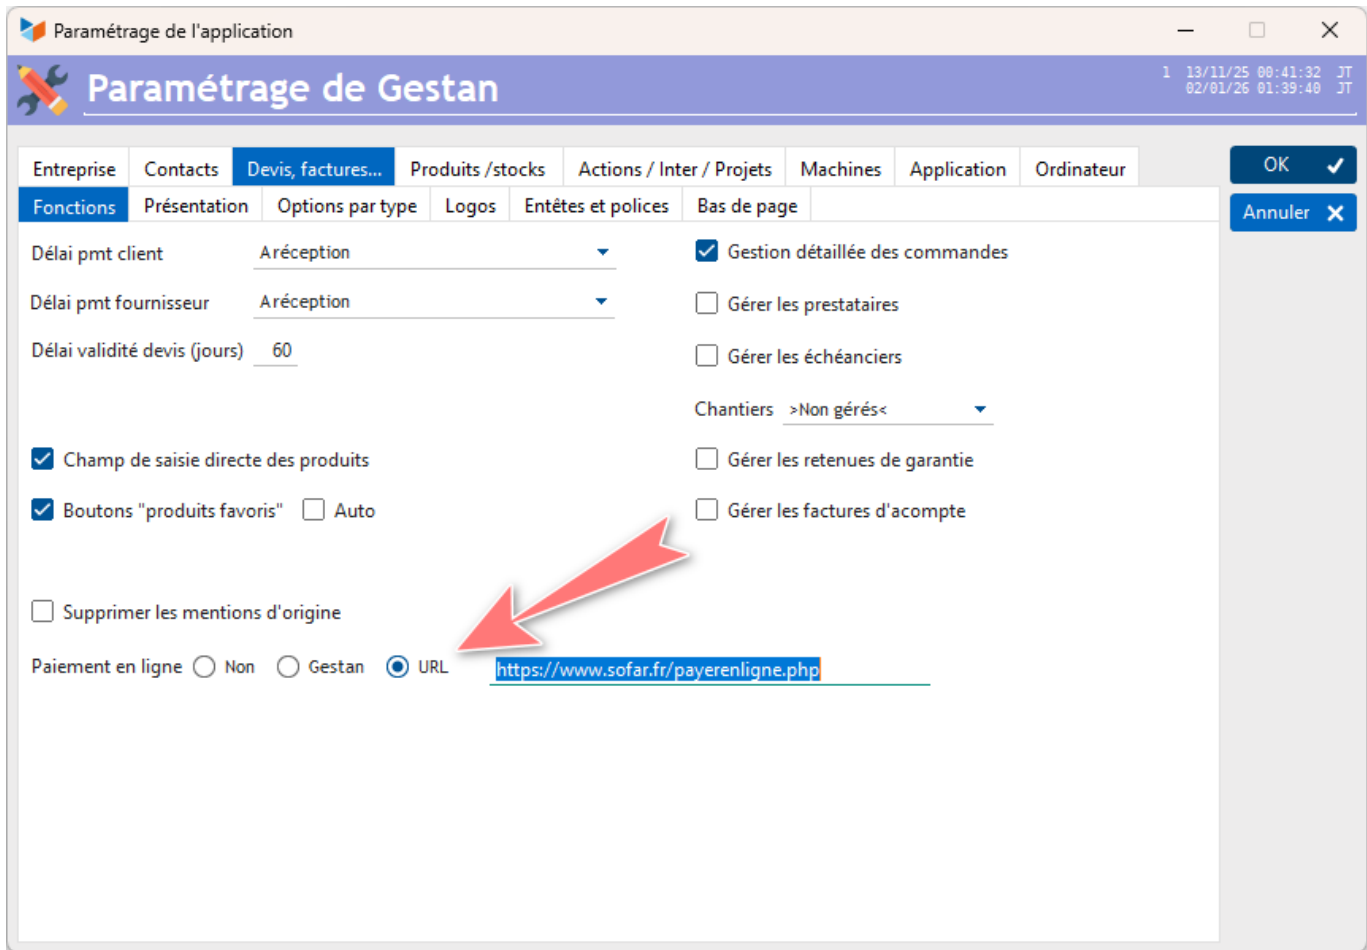 Paramétrage de l'application
Paramétrage de Gestan
1 13/11/25 00:41:32 JT
02/01/26 01:39:40 JT
Entreprise Contacts Devis, factures... Produits /stocks Actions / Inter / Projets Machines Application Ordinateur
OK
Fonctions Présentation Options par type Logos Entêtes et polices Bas de page
Annuler
Délai pmt client A réception
Gestion détaillée des commandes
Délai pmt fournisseur A réception
Gérer les prestataires
Délai validité devis (jours) 60
Gérer les échéanciers
Chantiers >Non gérés<
Champ de saisie directe des produits
Gérer les retenues de garantie
Boutons "produits favoris" Auto
Gérer les factures d'acompte
Supprimer les mentions d'origine
Paiement en ligne Non Gestan URL https://www.sofar.fr/payerenligne.php